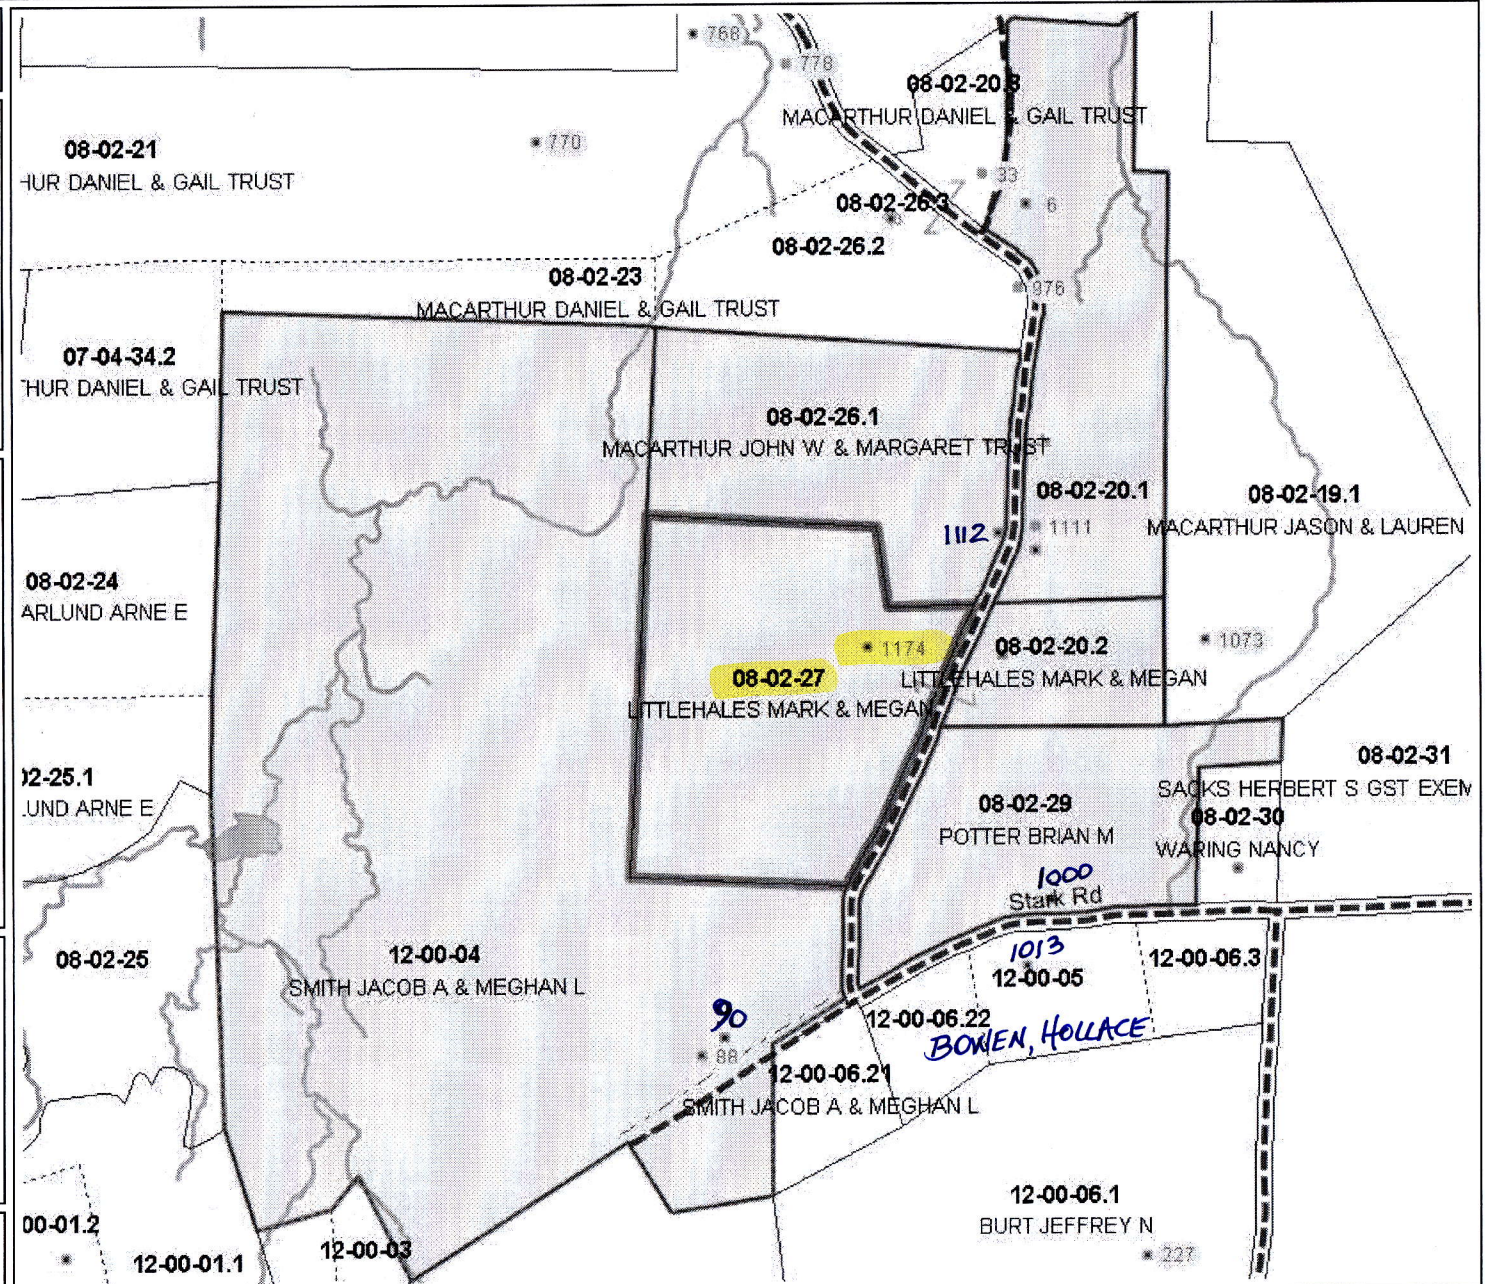 768
778
08-02-20.3
MACARTHUR DANIEL & GAIL TRUST
770
08-02-21
HUR DANIEL & GAIL TRUST
33
08-02-26.3
6
08-02-26.2
08-02-23
976
MACARTHUR DANIEL & GAIL TRUST
07-04-34.2
THUR DANIEL & GAIL TRUST
08-02-26.1
MACARTHUR JOHN W & MARGARET TRUST
08-02-20.1
08-02-19.1
1112
1111
MACARTHUR JASON & LAUREN
08-02-24
ARLUND ARNE E
1174
08-02-20.2
1073
08-02-27
LITTLEHALES MARK & MEGAN
LITTLEHALES MARK & MEGAN
08-02-31
02-25.1
SACKS HERBERT S GST EXEM
UND ARNE E
08-02-29
08-02-30
POTTER BRIAN M
WARING NANCY
1000
Stark Rd
08-02-25
12-00-04
1013
12-00-06.3
SMITH JACOB A & MEGHAN L
12-00-05
90
12-00-06.22
BOWEN, HOLLACE
88
12-00-06.21
SMITH JACOB A & MEGHAN L
12-00-06.1
00-01.2
BURT JEFFREY N
12-00-01.1
12-00-03
227